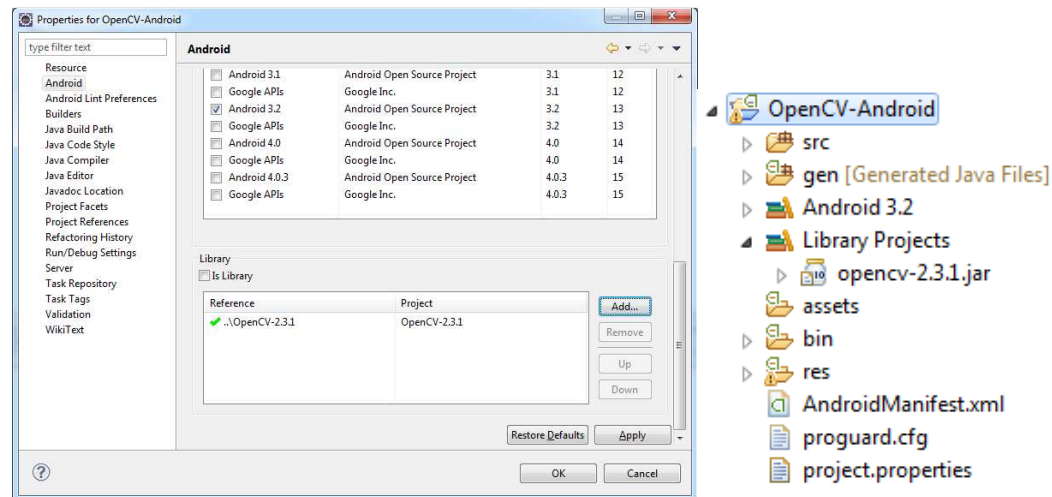 Properties for OpenCV-Android
type filter text
Resource
Android
Android Lint Preferences
Builders
Java Build Path
Java Code Style
Java Compiler
Java Editor
Javadoc Location
Project Facets
Project References
Refactoring History
Run/Debug Settings
Server
Task Repository
Task Tags
Validation
WikiText
Android
Android 3.1 Android Open Source Project 3.1 12
Google APIs Google Inc. 3.1 12
Android 3.2 Android Open Source Project 3.2 13
Google APIs Google Inc. 3.2 13
Android 4.0 Android Open Source Project 4.0 14
Google APIs Google Inc. 4.0 14
Android 4.0.3 Android Open Source Project 4.0.3 15
Google APIs Google Inc. 4.0.3 15
Library
Is Library
Reference Project
..\OpenCV-2.3.1 OpenCV-2.3.1
Add...
Remove
Up
Down
Restore Defaults Apply
OK Cancel
OpenCV-Android
src
gen [Generated Java Files]
Android 3.2
Library Projects
opencv-2.3.1.jar
assets
bin
res
AndroidManifest.xml
proguard.cfg
project.properties